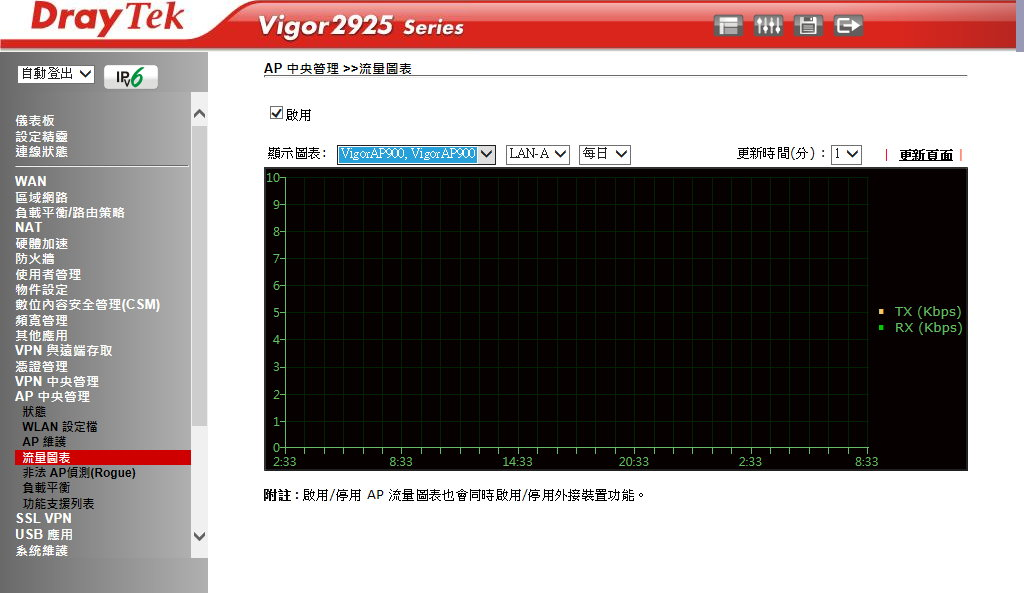 DrayTek
Vigor2925 Series
自動登出
IPv6
儀表板
設定精靈
連線狀態
WAN
區域網路
負載平衡/路由策略
NAT
硬體加速
防火牆
使用者管理
物件設定
數位內容安全管理(CSM)
頻寬管理
其他應用
VPN 與遠端存取
憑證管理
VPN 中央管理
AP 中央管理
狀態
WLAN 設定檔
AP 維護
流量圖表
非法 AP偵測(Rogue)
負載平衡
功能支援列表
SSL VPN
USB 應用
系統維護
AP 中央管理 >>流量圖表
啟用
顯示圖表: VigorAP900, VigorAP900 LAN-A 每日 更新時間(分) : 1 | 更新頁面 |
10
9
8
7
6
5
4
3
2
1
0
2:33 8:33 14:33 20:33 2:33 8:33
TX (Kbps)
RX (Kbps)
附註 : 啟用/停用 AP 流量圖表也會同時啟用/停用外接裝置功能。